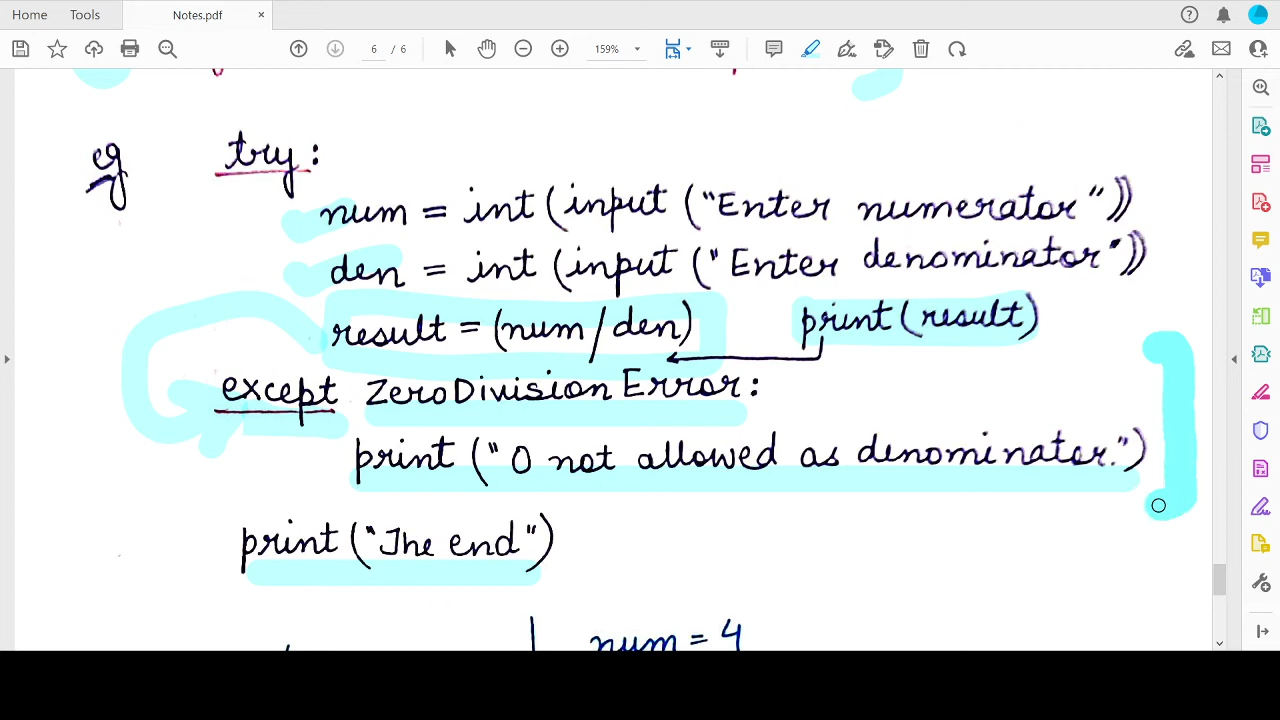 Home Tools Notes.pdf ×
6 / 6 159%
eg try:
num = int(input ("Enter numerator"))
den = int (input ("Enter denominator"))
result = (num/den) print(result)
except ZeroDivisionError:
print (" 0 not allowed as denominator.")
print ("The end")
num = 4